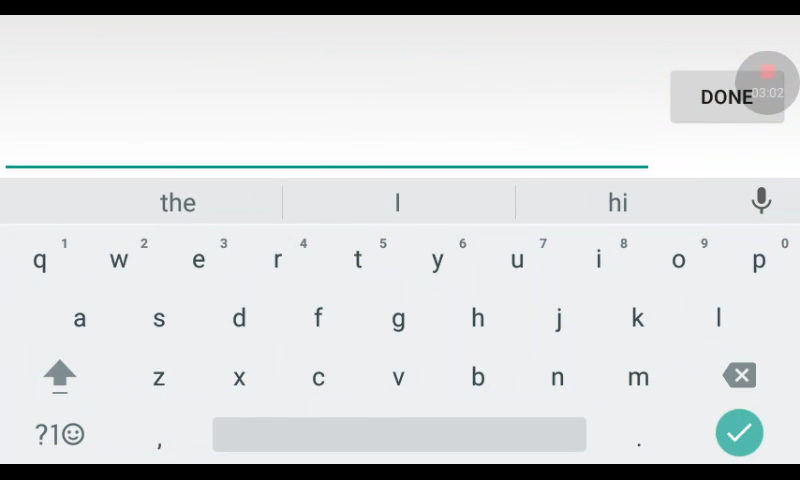 DONE
03:02
the I hi
1 2 3 4 5 6 7 8 9 0
q w e r t y u i o p
a s d f g h j k l
z x c v b n m
?1☺ , .